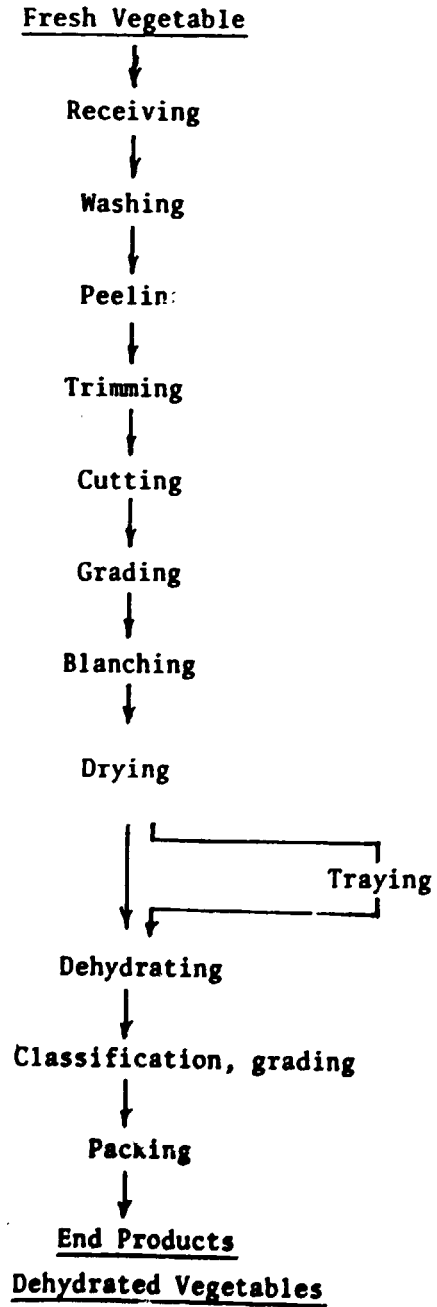 Fresh Vegetable
Receiving
Washing
Peelin
Trimming
Cutting
Grading
Blanching
Drying
Traying
Dehydrating
Classification, grading
Packing
End Products
Dehydrated Vegetables